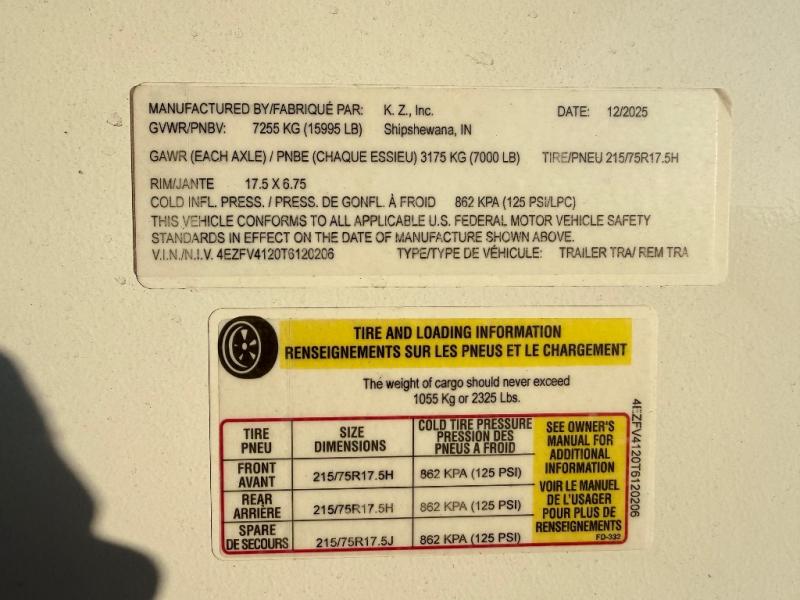 MANUFACTURED BY/FABRIQUÉ PAR: K. Z., Inc. DATE: 12/2025
GVWR/PNBV: 7255 KG (15995 LB) Shipshewana, IN
GAWR (EACH AXLE) / PNBE (CHAQUE ESSIEU) 3175 KG (7000 LB) TIRE/PNEU 215/75R17.5H
RIM/JANTE 17.5 X 6.75
COLD INFL. PRESS. / PRESS. DE GONFL. À FROID 862 KPA (125 PSI/LPC)
THIS VEHICLE CONFORMS TO ALL APPLICABLE U.S. FEDERAL MOTOR VEHICLE SAFETY
STANDARDS IN EFFECT ON THE DATE OF MANUFACTURE SHOWN ABOVE.
V.I.N./N.I.V. 4EZFV4120T6120206 TYPE/TYPE DE VÉHICULE: TRAILER TRA/ REM TRA
TIRE AND LOADING INFORMATION
RENSEIGNEMENTS SUR LES PNEUS ET LE CHARGEMENT
The weight of cargo should never exceed
1055 Kg or 2325 Lbs.
TIRE
PNEU
SIZE
DIMENSIONS
COLD TIRE PRESSURE
PRESSION DES
PNEUS A FROID
FRONT
AVANT
215/75R17.5H
862 KPA (125 PSI)
REAR
ARRIÈRE
215/75R17.5H
862 KPA (125 PSI)
SPARE
DE SECOURS
215/75R17.5J
862 KPA (125 PSI)
SEE OWNER'S
MANUAL FOR
ADDITIONAL
INFORMATION
VOIR LE MANUEL
DE L'USAGER
POUR PLUS DE
RENSEIGNEMENTS
FD-332
4EZFV4120T6120206